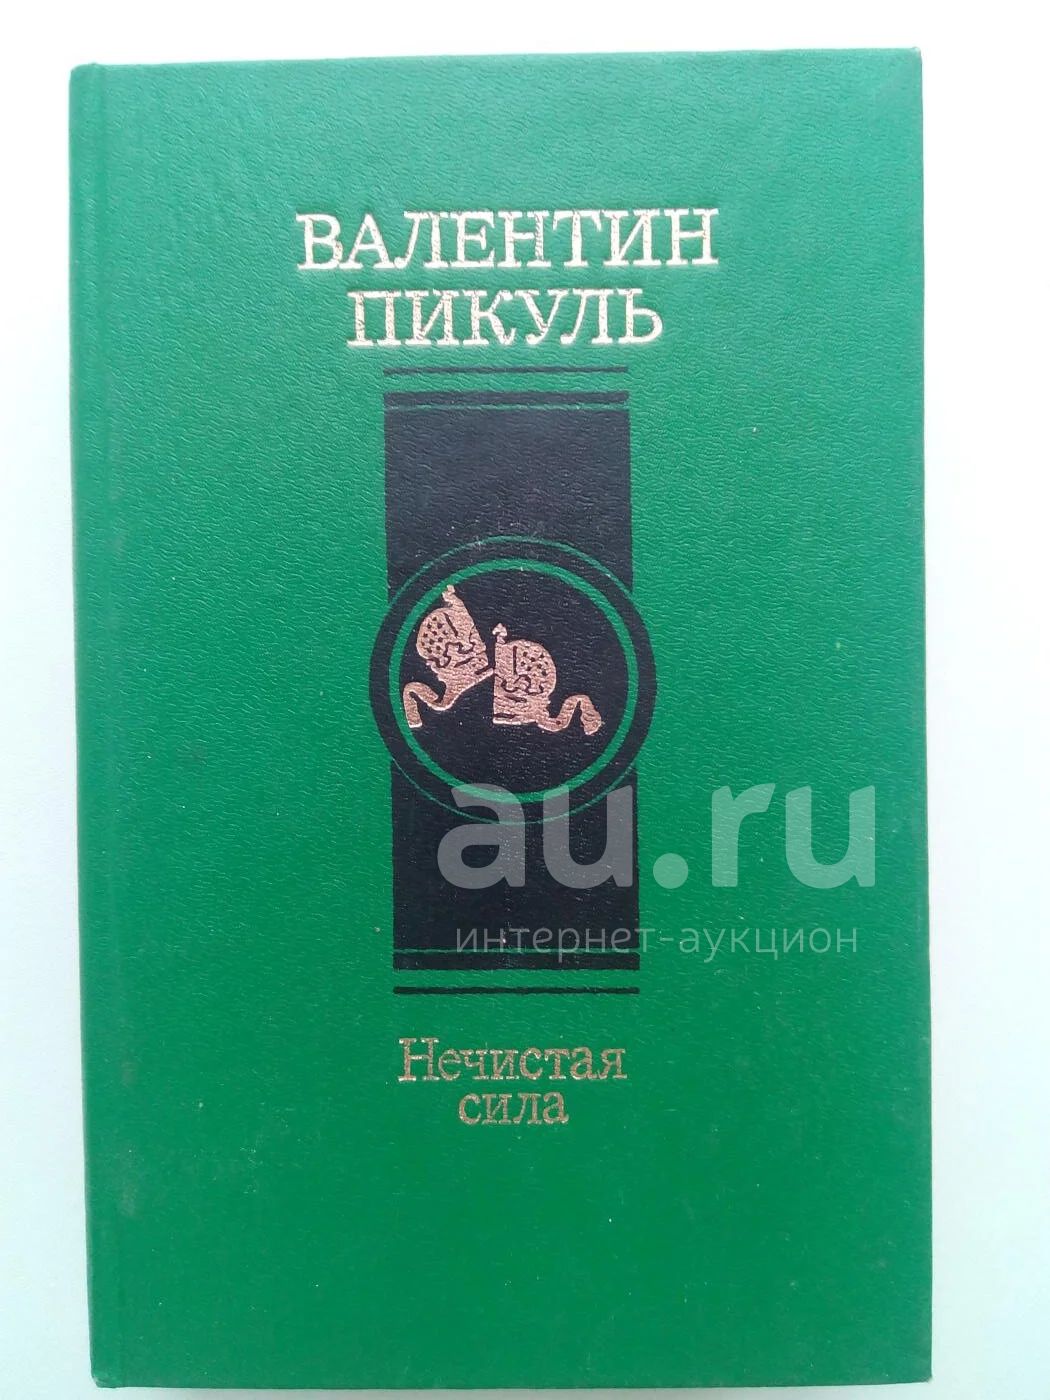 ВАЛЕНТИН
ПИКУЛЬ
au.ru
интернет-аукцион
Нечистая
сила